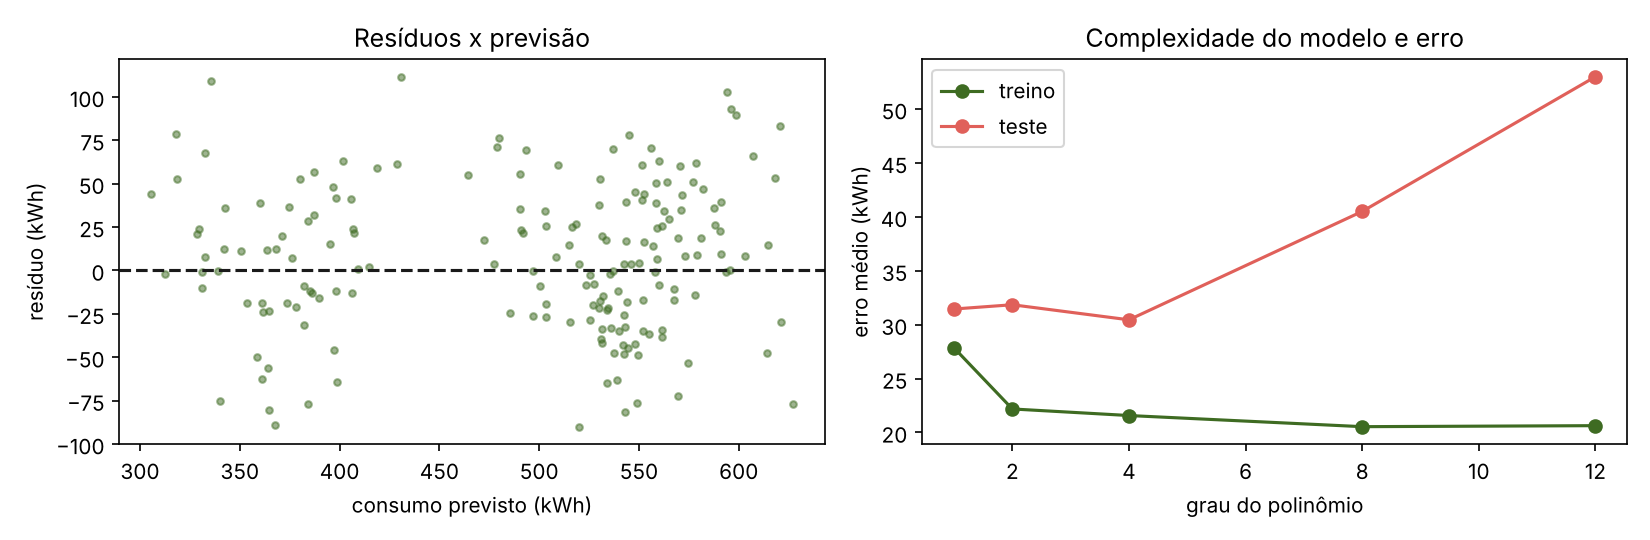 Resíduos x previsão
resíduo (kWh)
100
75
50
25
0
−25
−50
−75
−100
300 350 400 450 500 550 600
consumo previsto (kWh)
Complexidade do modelo e erro
treino
teste
erro médio (kWh)
50
45
40
35
30
25
20
2 4 6 8 10 12
grau do polinômio